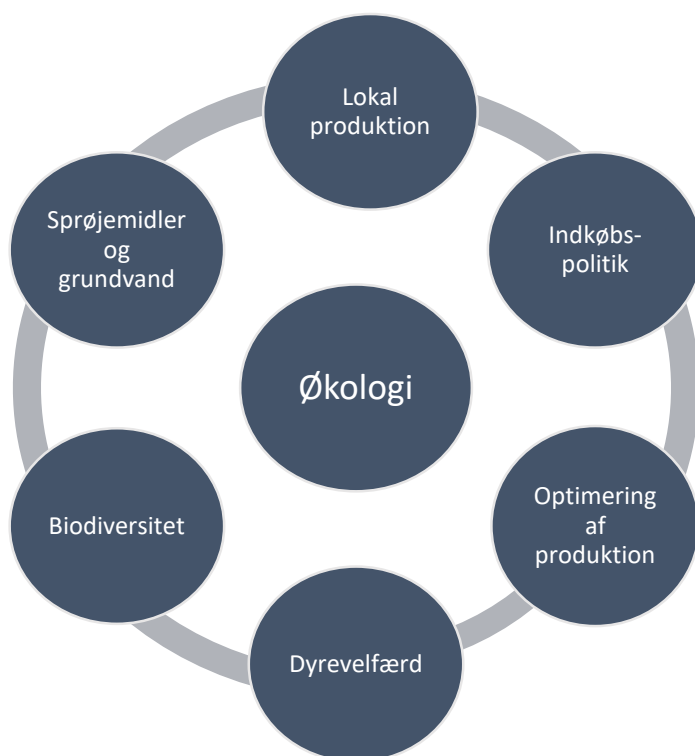 Lokal
produktion
Indkøbs-
politik
Optimering
af
produktion
Dyrevelfærd
Biodiversitet
Sprøjemidler
og
grundvand
Økologi